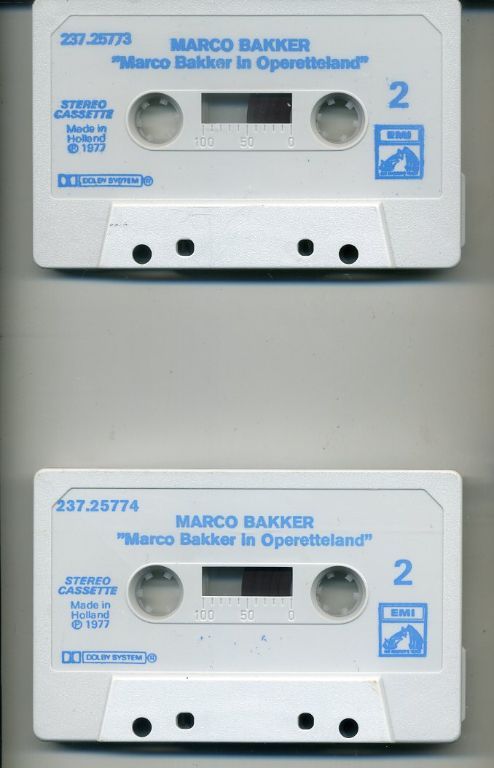 237.25773
MARCO BAKKER
"Marco Bakker in Operetteland"
2
STEREO
CASSETTE
Made in
Holland
℗ 1977
EMI
DOLBY SYSTEM ®
100 50 0
237.25774
MARCO BAKKER
"Marco Bakker in Operetteland"
2
STEREO
CASSETTE
Made in
Holland
℗ 1977
EMI
DOLBY SYSTEM ®
100 50 0